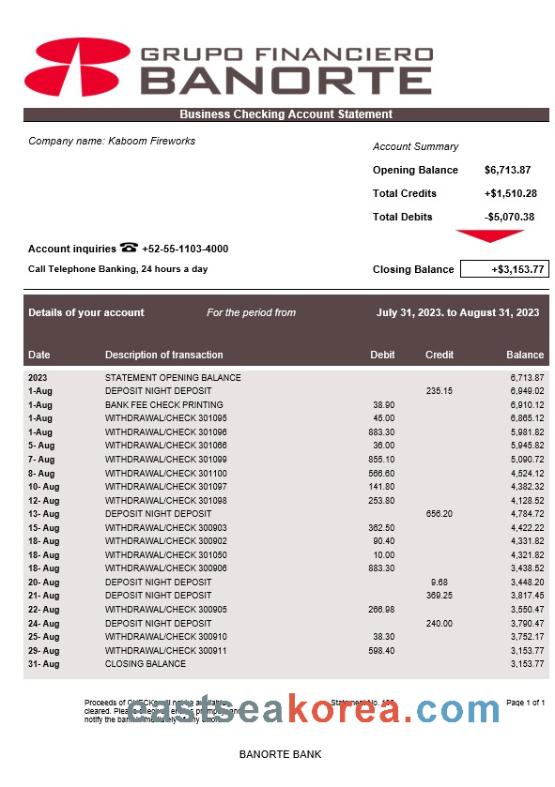 GRUPO FINANCIERO
BANORTE
Business Checking Account Statement
Company name: Kaboom Fireworks
Account Summary
Opening Balance $6,713.87
Total Credits +$1,510.28
Total Debits -$5,070.38
Account inquiries ☎ +52-55-1103-4000
Call Telephone Banking, 24 hours a day
Closing Balance +$3,153.77
Details of your account For the period from July 31, 2023. to August 31, 2023
Date Description of transaction Debit Credit Balance
2023 STATEMENT OPENING BALANCE 6,713.87
1-Aug DEPOSIT NIGHT DEPOSIT 235.15 6,949.02
1-Aug BANK FEE CHECK PRINTING 38.90 6,910.12
1-Aug WITHDRAWAL/CHECK 301095 45.00 6,865.12
1-Aug WITHDRAWAL/CHECK 301096 883.30 5,981.82
5- Aug WITHDRAWAL/CHECK 301066 36.00 5,945.82
7- Aug WITHDRAWAL/CHECK 301099 855.10 5,090.72
8- Aug WITHDRAWAL/CHECK 301100 566.60 4,524.12
10- Aug WITHDRAWAL/CHECK 301097 141.80 4,382.32
12- Aug WITHDRAWAL/CHECK 301098 253.80 4,128.52
13- Aug DEPOSIT NIGHT DEPOSIT 656.20 4,784.72
15- Aug WITHDRAWAL/CHECK 300903 362.50 4,422.22
18- Aug WITHDRAWAL/CHECK 300902 90.40 4,331.82
18- Aug WITHDRAWAL/CHECK 301050 10.00 4,321.82
18- Aug WITHDRAWAL/CHECK 300906 883.30 3,438.52
20- Aug DEPOSIT NIGHT DEPOSIT 9.68 3,448.20
21- Aug DEPOSIT NIGHT DEPOSIT 369.25 3,817.45
22- Aug WITHDRAWAL/CHECK 300905 266.98 3,550.47
24- Aug DEPOSIT NIGHT DEPOSIT 240.00 3,790.47
25- Aug WITHDRAWAL/CHECK 300910 38.30 3,752.17
29- Aug WITHDRAWAL/CHECK 300911 598.40 3,153.77
31- Aug CLOSING BALANCE 3,153.77
Proceeds of Page 1 of 1
cleared.
notify the
eastseakorea.com
BANORTE BANK